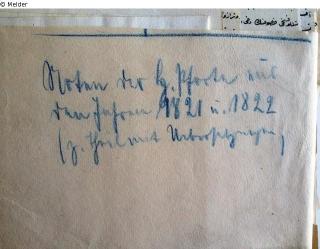 © Melder
Noten der h. Pforte aus
den Jahren 1821 u. 1822
(z. Theil mit Uebersetzungen)